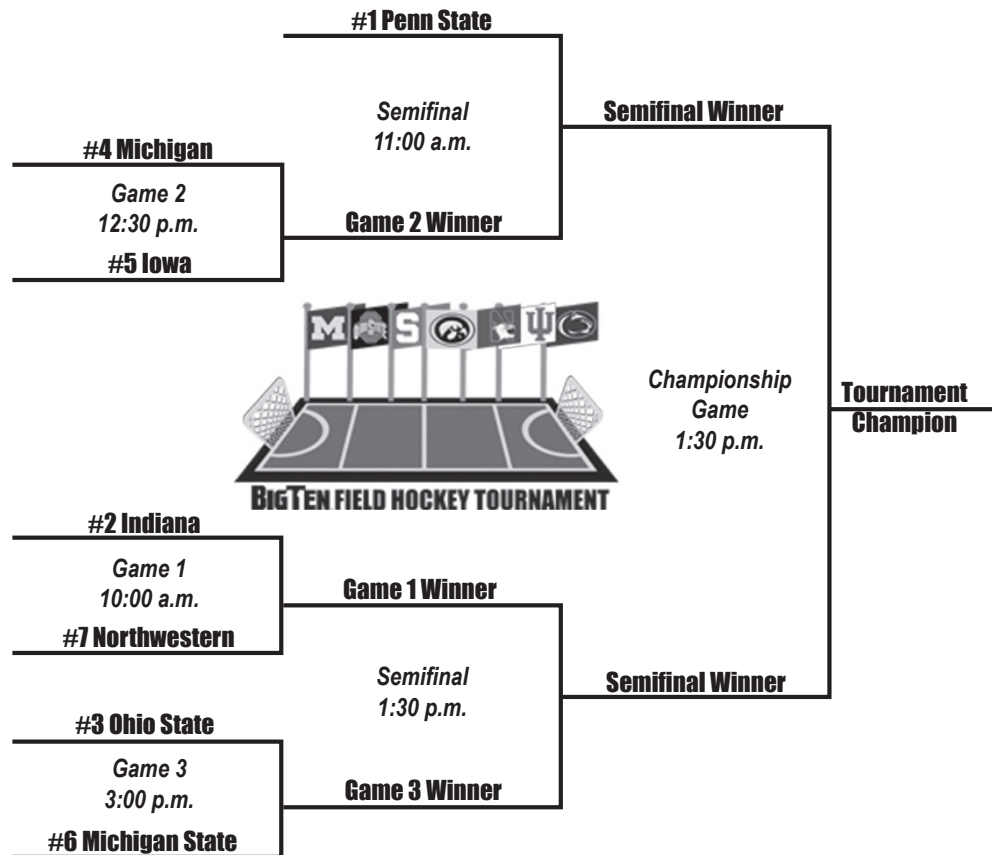 #1 Penn State
Semifinal
11:00 a.m.
Semifinal Winner
#4 Michigan
Game 2
12:30 p.m.
Game 2 Winner
#5 Iowa
M
OHIO STATE
S
N
IU
Championship
Game
1:30 p.m.
Tournament
Champion
BIGTEN FIELD HOCKEY TOURNAMENT
#2 Indiana
Game 1
10:00 a.m.
Game 1 Winner
#7 Northwestern
Semifinal
1:30 p.m.
Semifinal Winner
#3 Ohio State
Game 3
3:00 p.m.
Game 3 Winner
#6 Michigan State